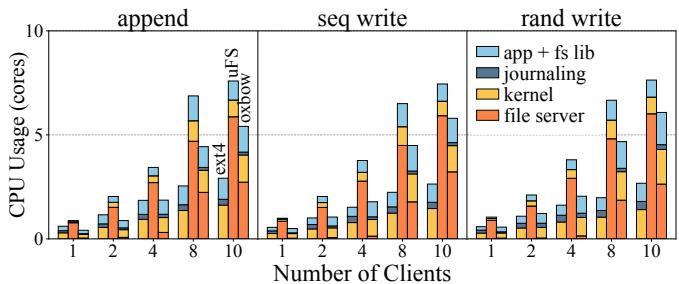 append seq write rand write
10
5
0
CPU Usage (cores)
uFS
oxbow
ext4
app + fs lib
journaling
kernel
file server
1 2 4 8 10 1 2 4 8 10 1 2 4 8 10
Number of Clients